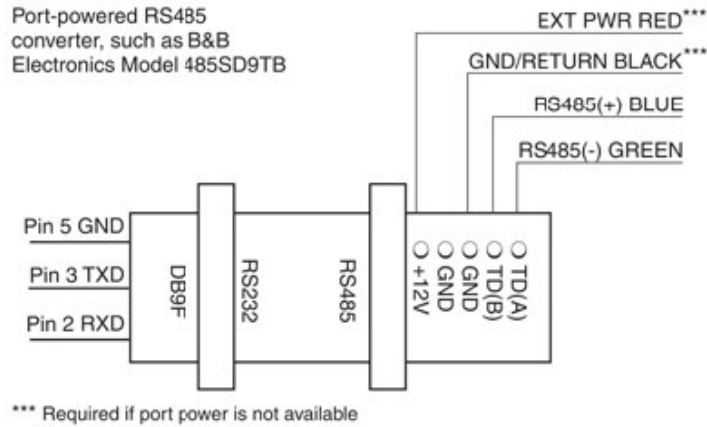 Port-powered RS485
converter, such as B&B
Electronics Model 485SD9TB
EXT PWR RED***
GND/RETURN BLACK***
RS485(+) BLUE
RS485(-) GREEN
Pin 5 GND
Pin 3 TXD
Pin 2 RXD
DB9F
RS232
RS485
+12V
GND
GND
TD(B)
TD(A)
*** Required if port power is not available